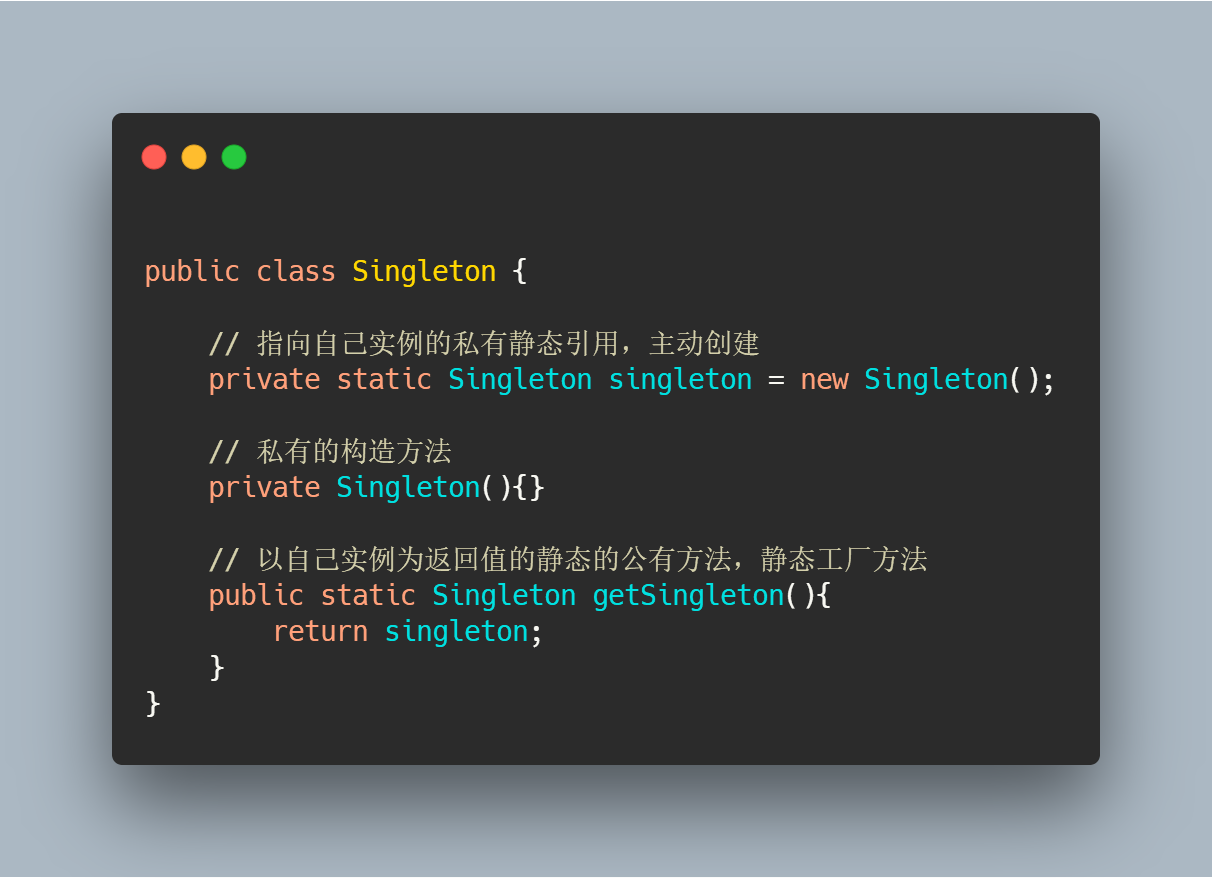 public class Singleton {
    // 指向自己实例的私有静态引用，主动创建
    private static Singleton singleton = new Singleton();
    // 私有的构造方法
    private Singleton(){}
    // 以自己实例为返回值的静态的公有方法，静态工厂方法
    public static Singleton getSingleton(){
        return singleton;
    }
}